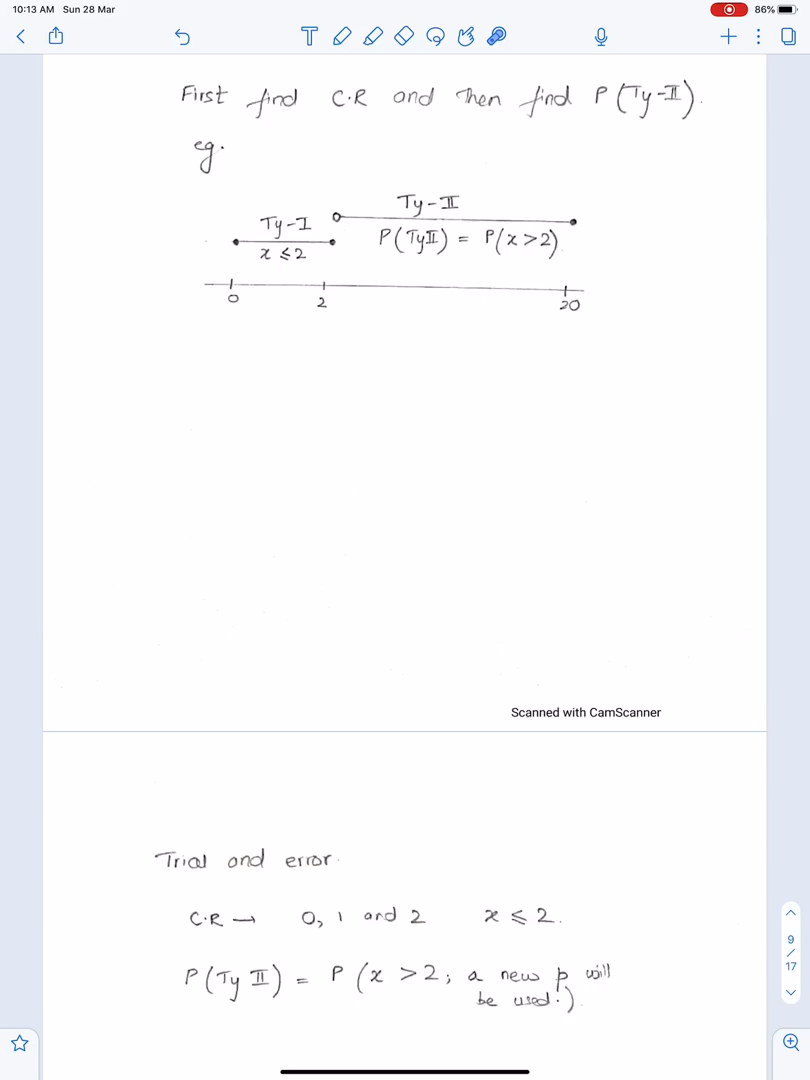 10:13 AM Sun 28 Mar
86%
T
First find C.R and then find P(Ty-II).
eg.
Ty-II
Ty-I
P(TyII) = P(x>2)
x ≤ 2
0
2
20
Scanned with CamScanner
9
/
17
Trial and error.
C.R → 0, 1 and 2 x ≤ 2.
P(Ty II) = P (x >2; a new p will
be used.).